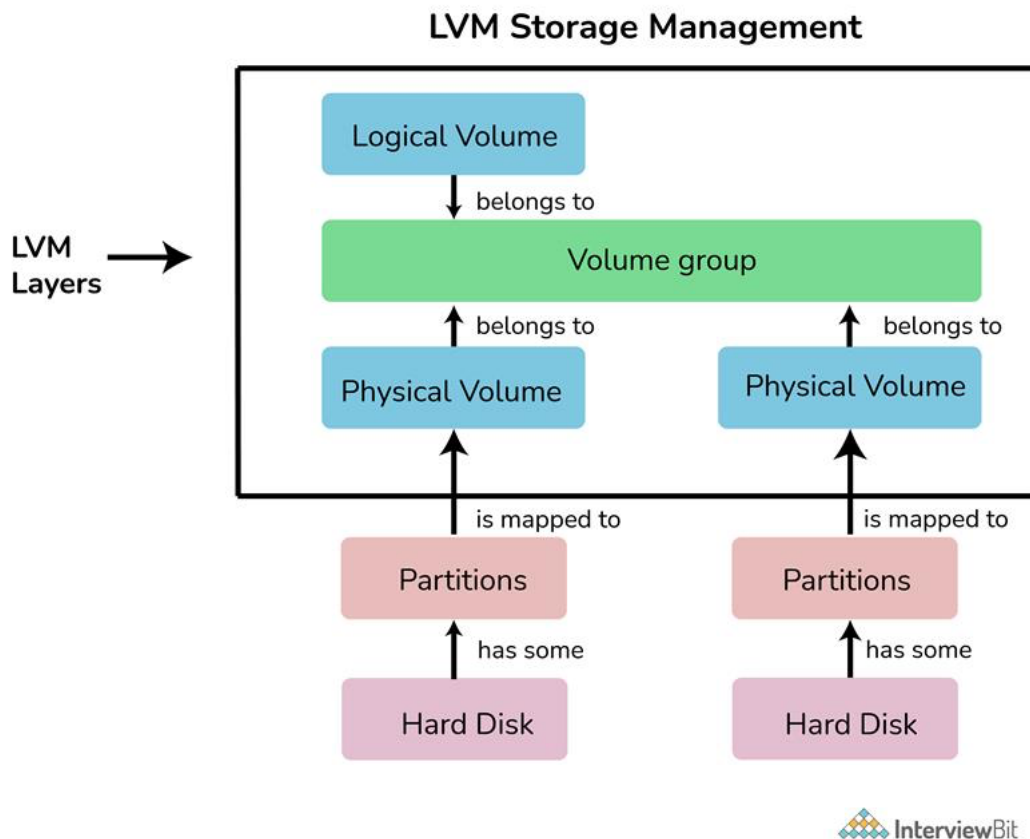 LVM Storage Management
Logical Volume
belongs to
LVM
Layers
Volume group
belongs to
belongs to
Physical Volume
Physical Volume
is mapped to
is mapped to
Partitions
Partitions
has some
has some
Hard Disk
Hard Disk
InterviewBit